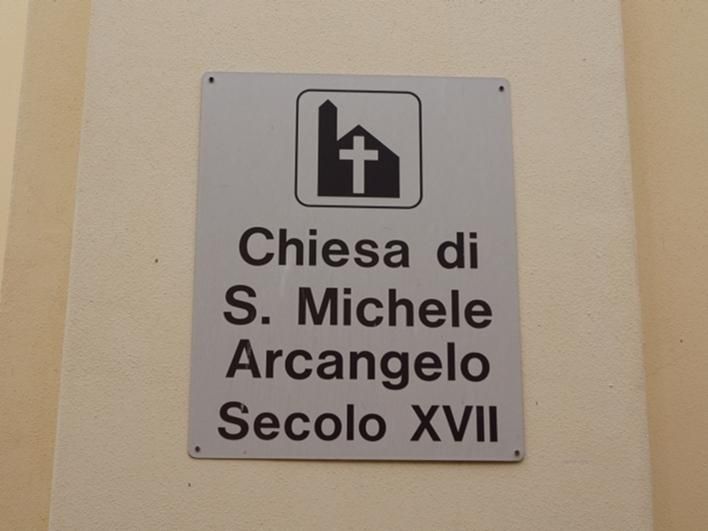 Chiesa di
S. Michele
Arcangelo
Secolo XVII